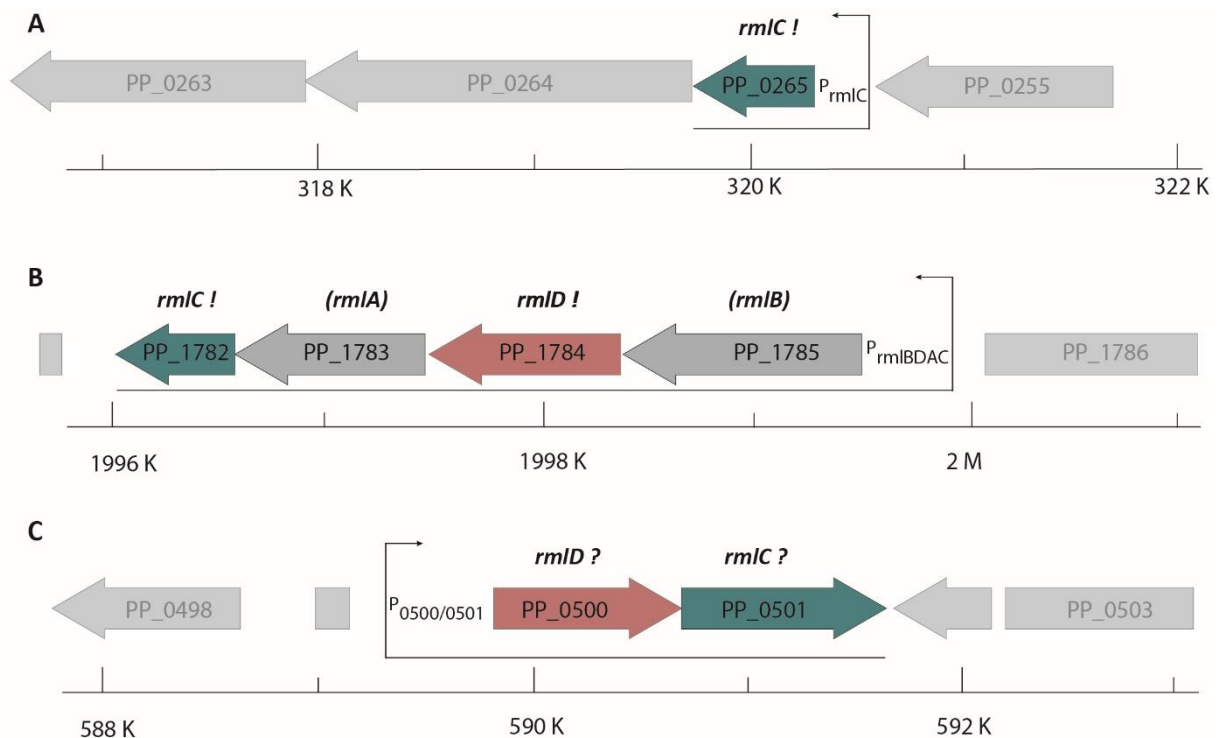 A
rmlC !
PP_0263 PP_0264 PP_0265 PrmlC PP_0255
318 K 320 K 322 K
B
rmlC ! (rmlA) rmlD ! (rmlB)
PP_1782 PP_1783 PP_1784 PP_1785 PrmlBDAC PP_1786
1996 K 1998 K 2 M
C
rmlD ? rmlC ?
PP_0498 P0500/0501 PP_0500 PP_0501 PP_0503
588 K 590 K 592 K